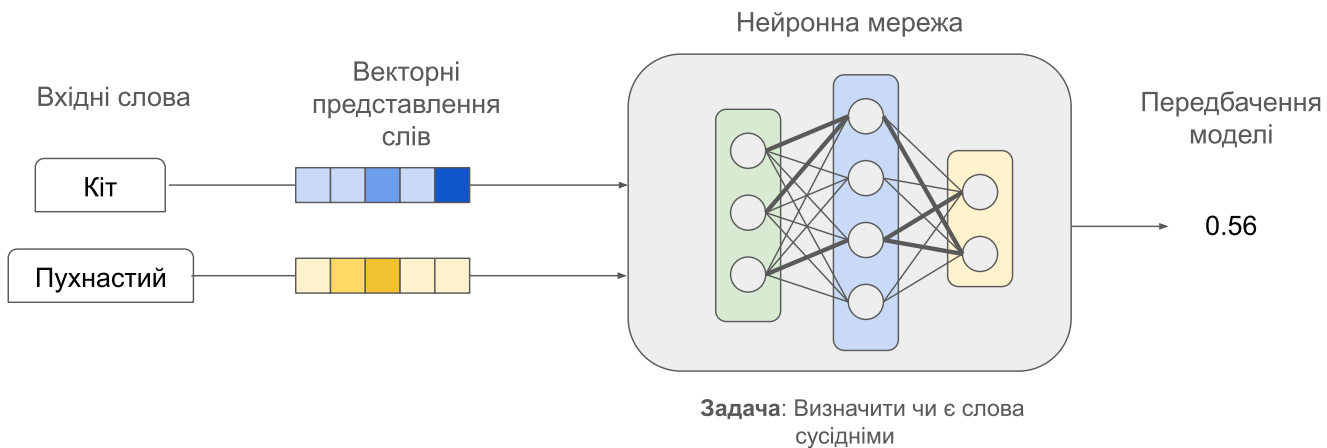 Нейронна мережа
Вхідні слова
Векторні
представлення
слів
Передбачення
моделі
Кіт
Пухнастий
0.56
Задача: Визначити чи є слова
сусідніми